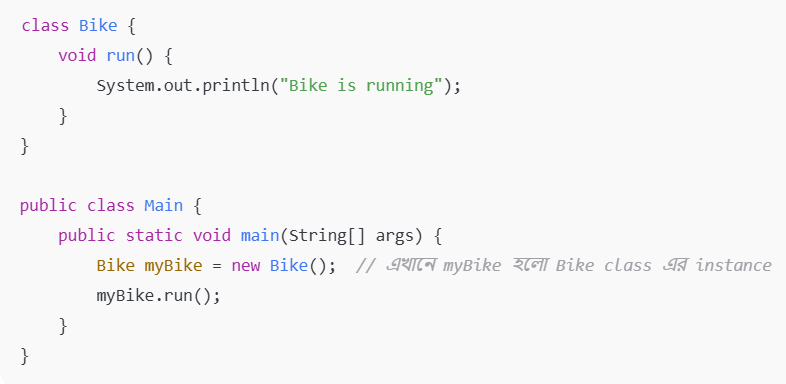 class Bike {
    void run() {
        System.out.println("Bike is running");
    }
}

public class Main {
    public static void main(String[] args) {
        Bike myBike = new Bike();  // এখানে myBike হলো Bike class এর instance
        myBike.run();
    }
}